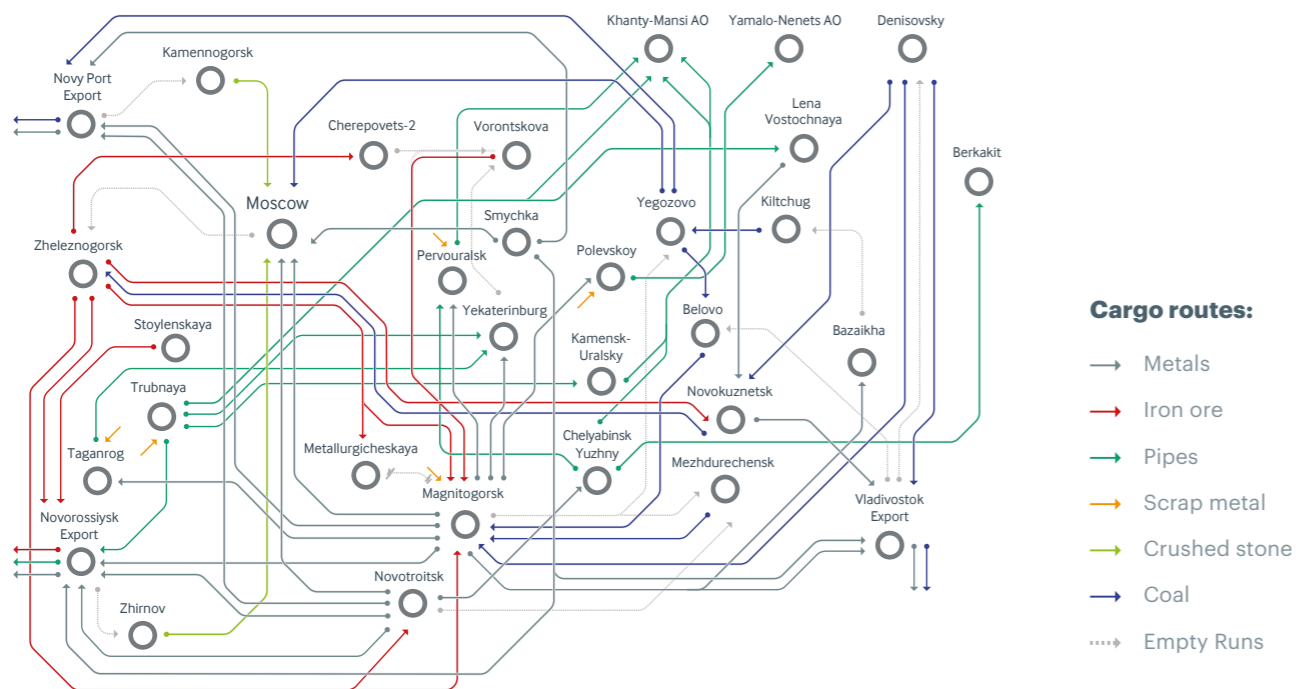 Khanty-Mansi AO
Yamalo-Nenets AO
Denisovsky
Kamennogorsk
Novy Port
Export
Lena
Vostochnaya
Cherepovets-2
Vorontskova
Berkakit
Moscow
Smychka
Yegozovo
Kiltchug
Zheleznogorsk
Pervouralsk
Polevskoy
Stoylenskaya
Yekaterinburg
Belovo
Bazaikha
Kamensk-
Uralsky
Trubnaya
Novokuznetsk
Taganrog
Metallurgicheskaya
Chelyabinsk
Yuzhny
Mezhdurechensk
Magnitogorsk
Vladivostok
Export
Novorossiysk
Export
Novotroitsk
Zhirnov
Cargo routes:
Metals
Iron ore
Pipes
Scrap metal
Crushed stone
Coal
Empty Runs